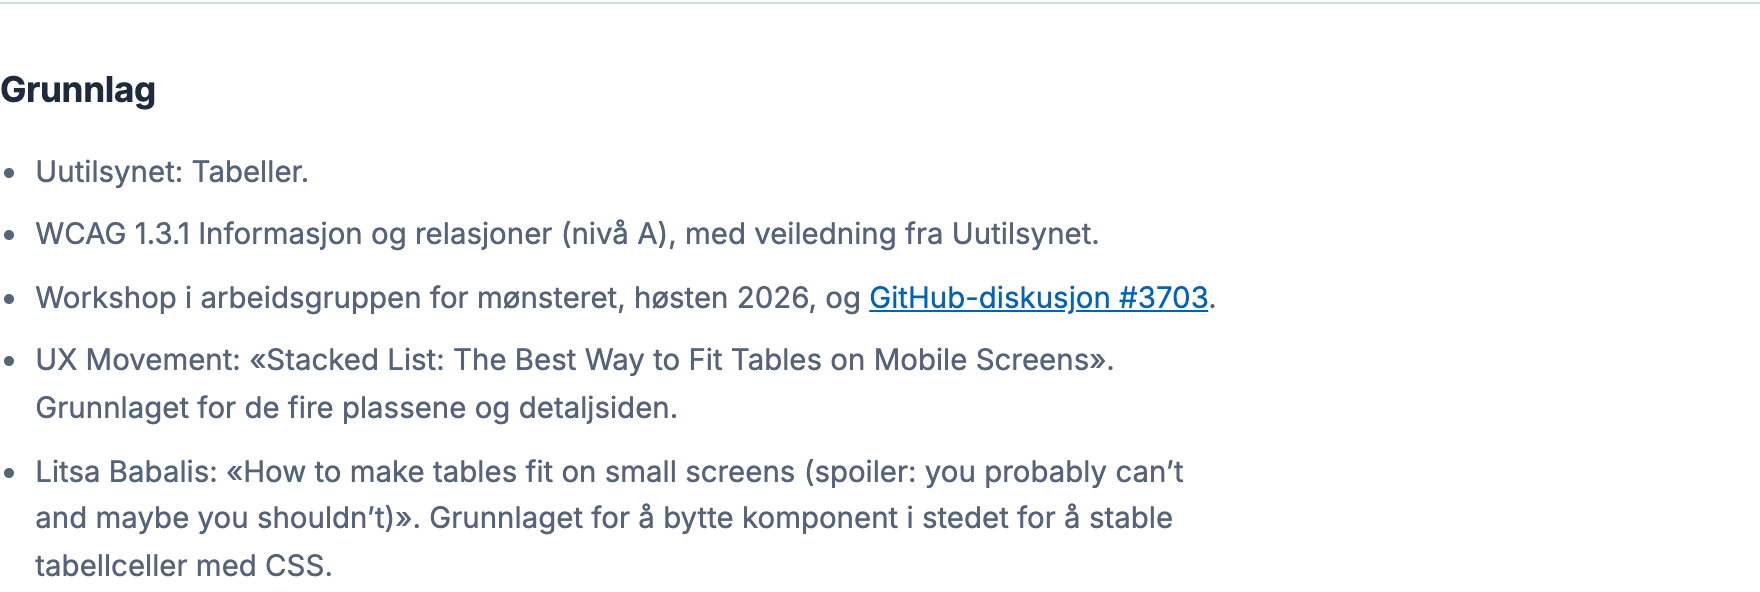 Grunnlag
• Uutilsynet: Tabeller.
• WCAG 1.3.1 Informasjon og relasjoner (nivå A), med veiledning fra Uutilsynet.
• Workshop i arbeidsgruppen for mønsteret, høsten 2026, og GitHub-diskusjon #3703.
• UX Movement: «Stacked List: The Best Way to Fit Tables on Mobile Screens».
Grunnlaget for de fire plassene og detaljsiden.
• Litsa Babalis: «How to make tables fit on small screens (spoiler: you probably can’t
and maybe you shouldn’t)». Grunnlaget for å bytte komponent i stedet for å stable
tabellceller med CSS.